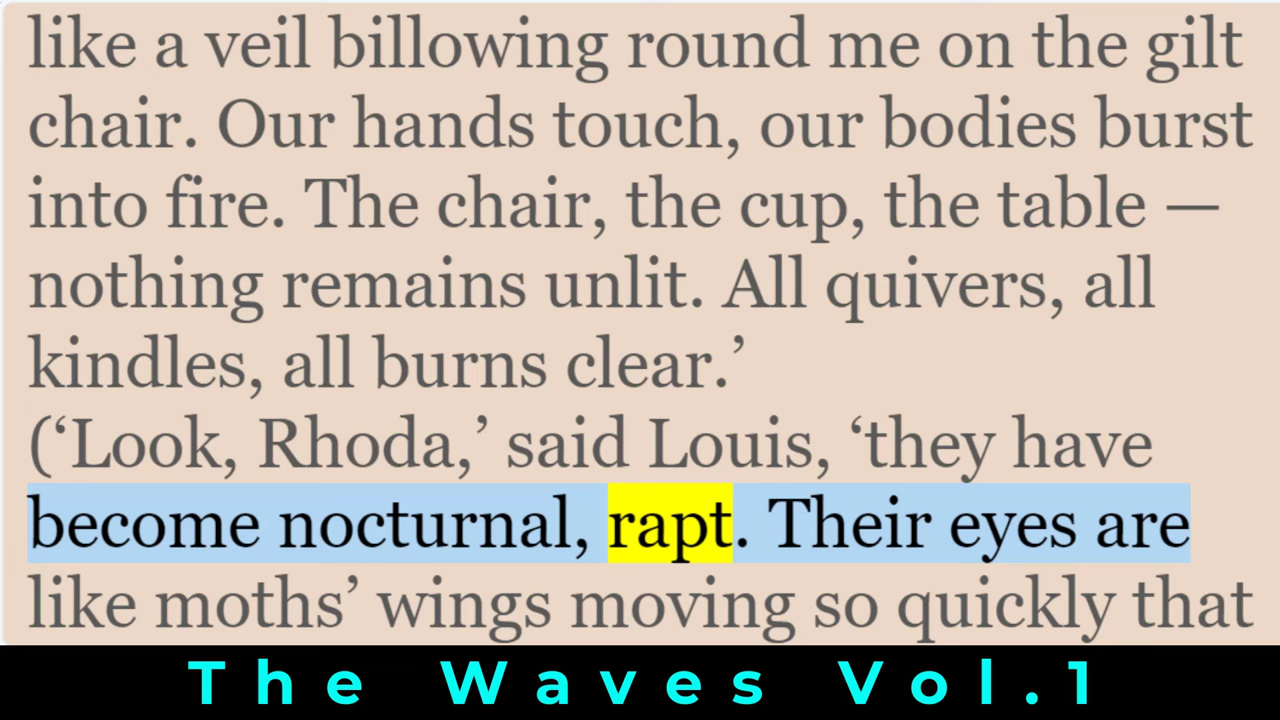 like a veil billowing round me on the gilt
chair. Our hands touch, our bodies burst
into fire. The chair, the cup, the table —
nothing remains unlit. All quivers, all
kindles, all burns clear.’
(‘Look, Rhoda,’ said Louis, ‘they have
become nocturnal, rapt. Their eyes are
like moths’ wings moving so quickly that
The Waves Vol.1